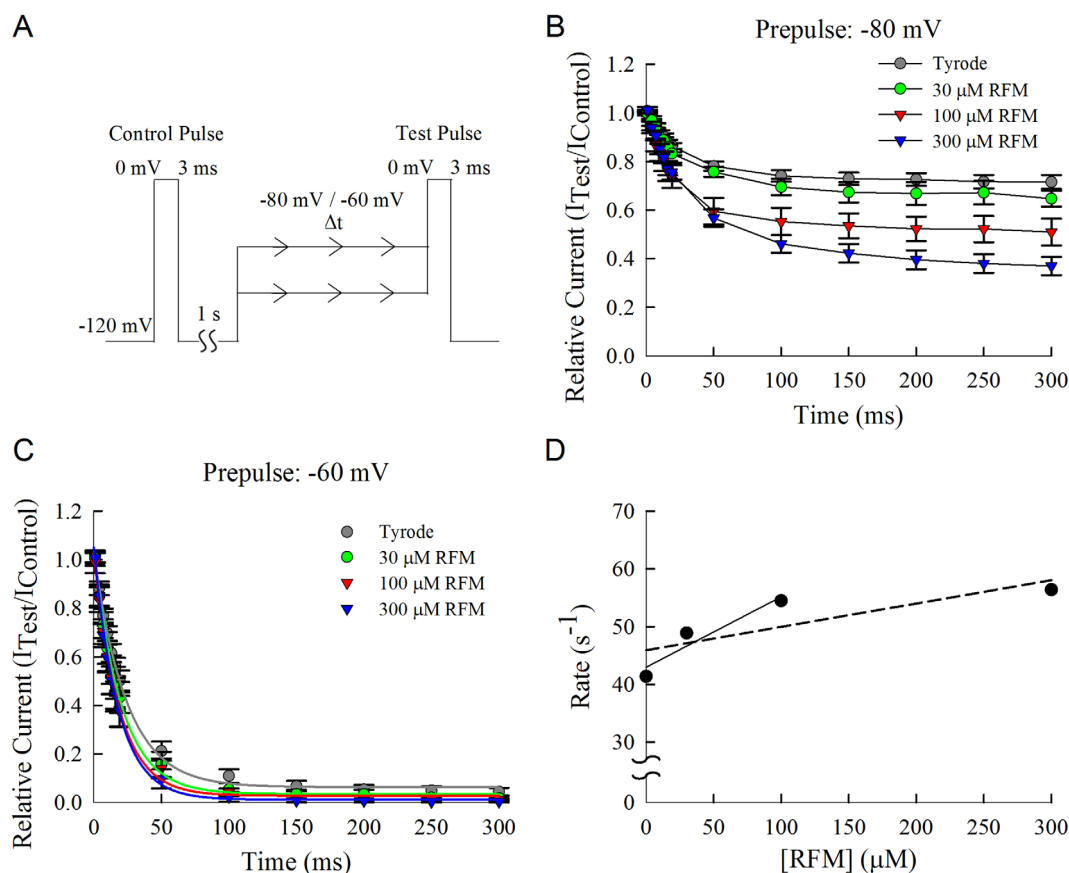 A
Control Pulse
Test Pulse
0 mV 3 ms
0 mV 3 ms
-80 mV / -60 mV
Δt
-120 mV
1 s
B
Prepulse: -80 mV
Tyrode
30 μM RFM
100 μM RFM
300 μM RFM
Relative Current (ITest/IControl)
1.2
1.0
0.8
0.6
0.4
0.2
0.0
0 50 100 150 200 250 300
Time (ms)
C
Prepulse: -60 mV
Tyrode
30 μM RFM
100 μM RFM
300 μM RFM
Relative Current (ITest/IControl)
1.2
1.0
0.8
0.6
0.4
0.2
0.0
0 50 100 150 200 250 300
Time (ms)
D
Rate (s⁻¹)
70
60
50
40
30
0
0 50 100 150 200 250 300
[RFM] (μM)